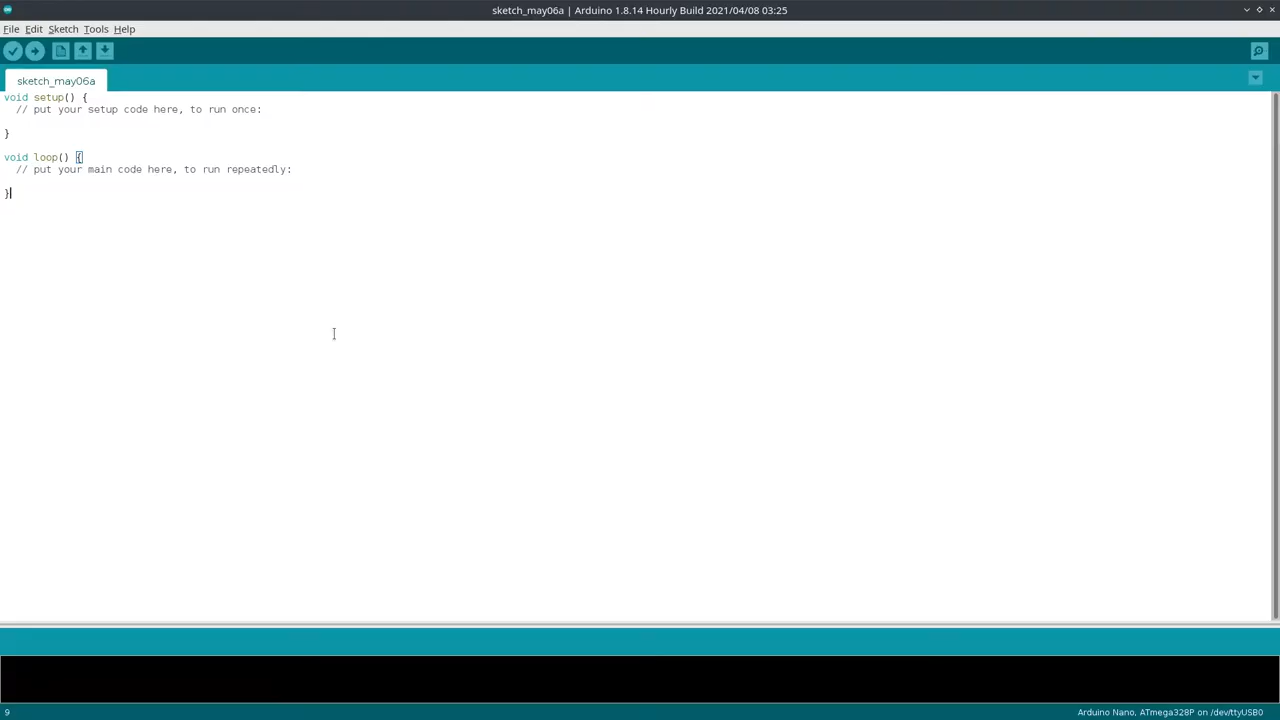 sketch_may06a | Arduino 1.8.14 Hourly Build 2021/04/08 03:25
File Edit Sketch Tools Help
sketch_may06a
void setup() {
  // put your setup code here, to run once:
}
void loop() {
  // put your main code here, to run repeatedly:
}
9
Arduino Nano, ATmega328P on /dev/ttyUSB0